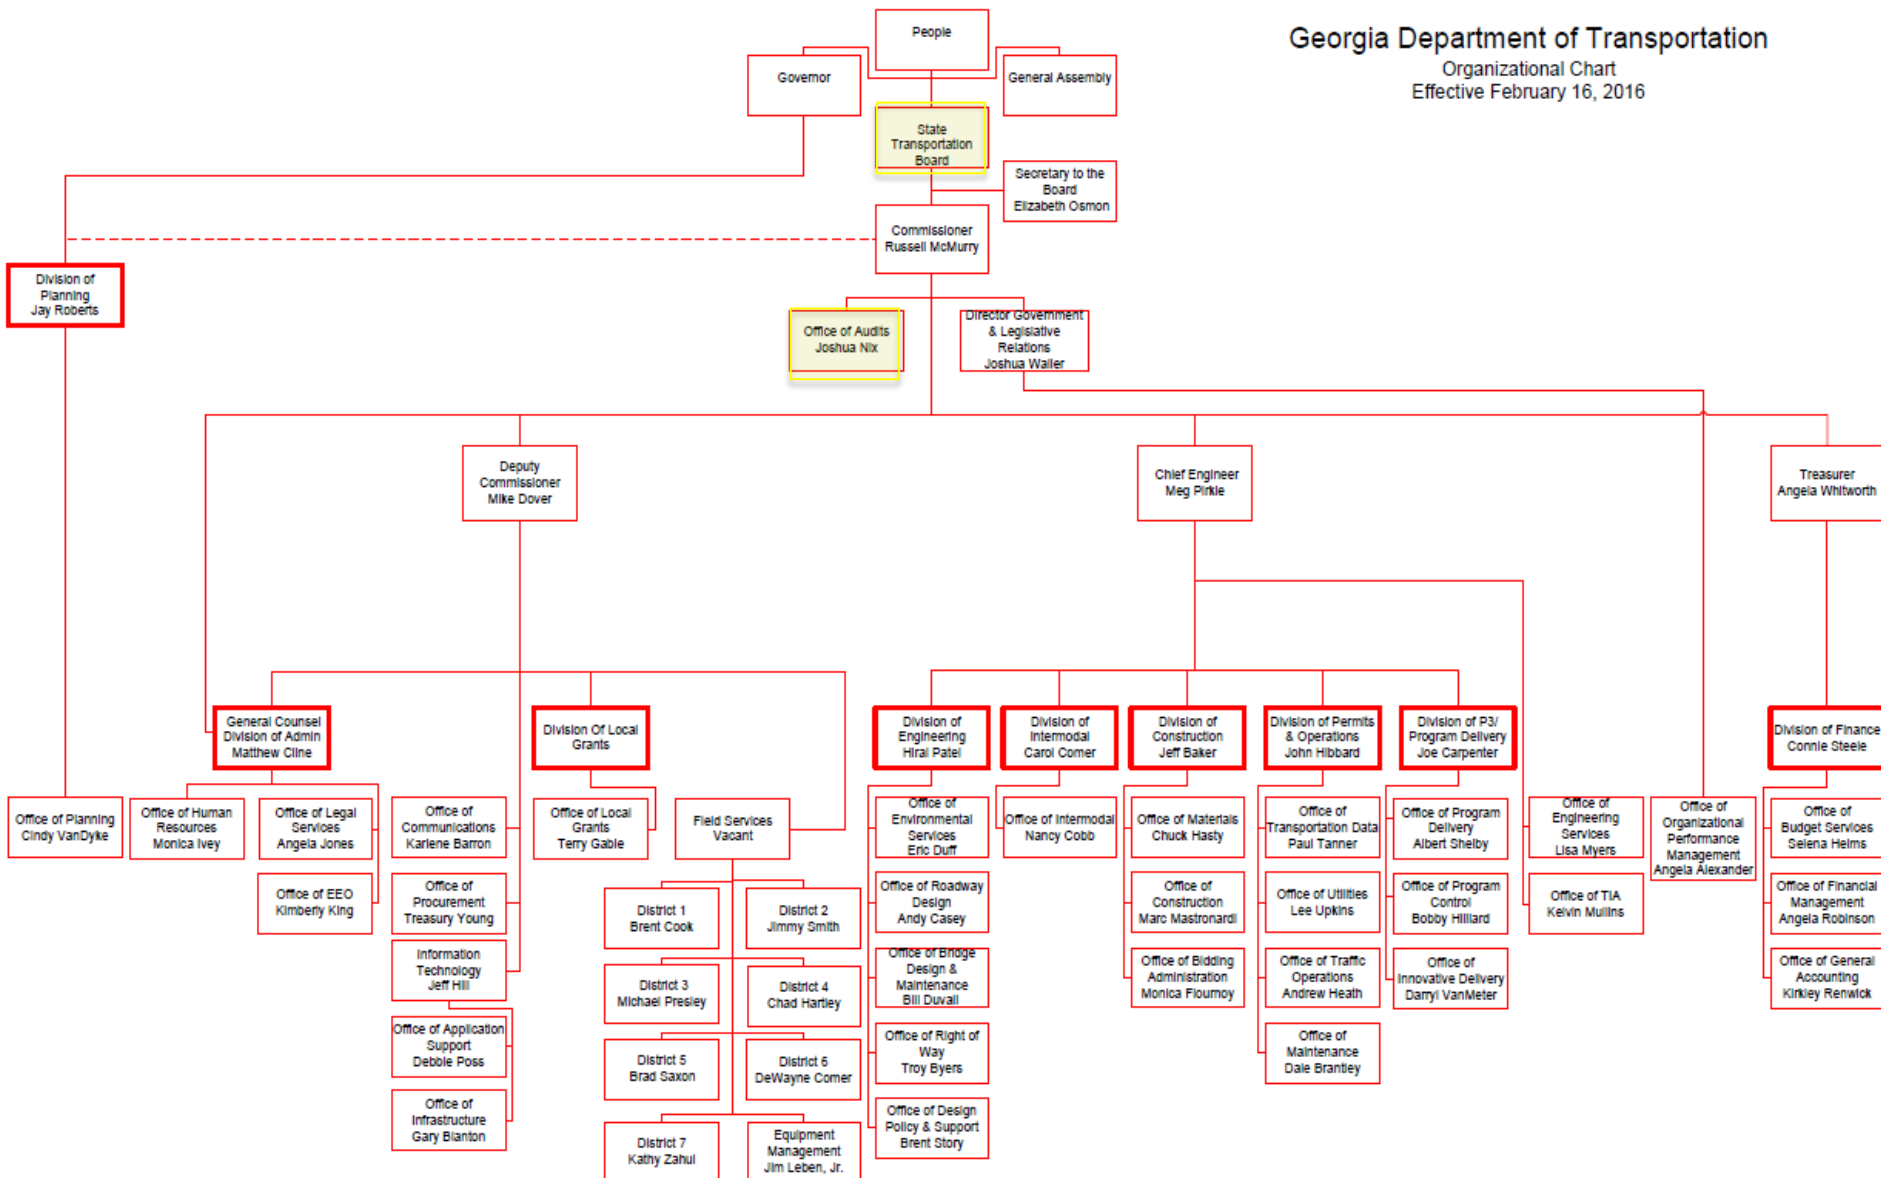 Georgia Department of Transportation
Organizational Chart
Effective February 16, 2016
People
Governor
General Assembly
State
Transportation
Board
Secretary to the
Board
Elizabeth Osmon
Commissioner
Russell McMurry
Division of
Planning
Jay Roberts
Office of Audits
Joshua Nix
Director Government
& Legislative
Relations
Joshua Waller
Deputy
Commissioner
Mike Dover
Chief Engineer
Meg Pirkle
Treasurer
Angela Whitworth
General Counsel
Division of Admin
Matthew Cline
Division Of Local
Grants
Division of
Engineering
Hiral Patel
Division of
Intermodal
Carol Comer
Division of
Construction
Jeff Baker
Division of Permits
& Operations
John Hibbard
Division of P3/
Program Delivery
Joe Carpenter
Division of Finance
Connie Steele
Office of Planning
Cindy VanDyke
Office of Human
Resources
Monica Ivey
Office of Legal
Services
Angela Jones
Office of
Communications
Karlene Barron
Office of Local
Grants
Terry Gable
Field Services
Vacant
Office of
Environmental
Services
Eric Duff
Office of Intermodal
Nancy Cobb
Office of Materials
Chuck Hasty
Office of
Transportation Data
Paul Tanner
Office of Program
Delivery
Albert Shelby
Office of
Engineering
Services
Lisa Myers
Office of
Organizational
Performance
Management
Angela Alexander
Office of
Budget Services
Selena Helms
Office of EEO
Kimberly King
Office of
Procurement
Treasury Young
District 1
Brent Cook
District 2
Jimmy Smith
Office of Roadway
Design
Andy Casey
Office of
Construction
Marc Mastronardi
Office of Utilities
Lee Upkins
Office of Program
Control
Bobby Hilliard
Office of TIA
Kelvin Mullins
Office of Financial
Management
Angela Robinson
Information
Technology
Jeff Hill
District 3
Michael Presley
District 4
Chad Hartley
Office of Bridge
Design &
Maintenance
Bill Duvall
Office of Bidding
Administration
Monica Flournoy
Office of Traffic
Operations
Andrew Heath
Office of
Innovative Delivery
Darryl VanMeter
Office of General
Accounting
Kirkley Renwick
Office of Application
Support
Debbie Poss
District 5
Brad Saxon
District 6
DeWayne Comer
Office of Right of
Way
Troy Byers
Office of
Maintenance
Dale Brantley
Office of
Infrastructure
Gary Blanton
District 7
Kathy Zahul
Equipment
Management
Jim Leben, Jr.
Office of Design
Policy & Support
Brent Story